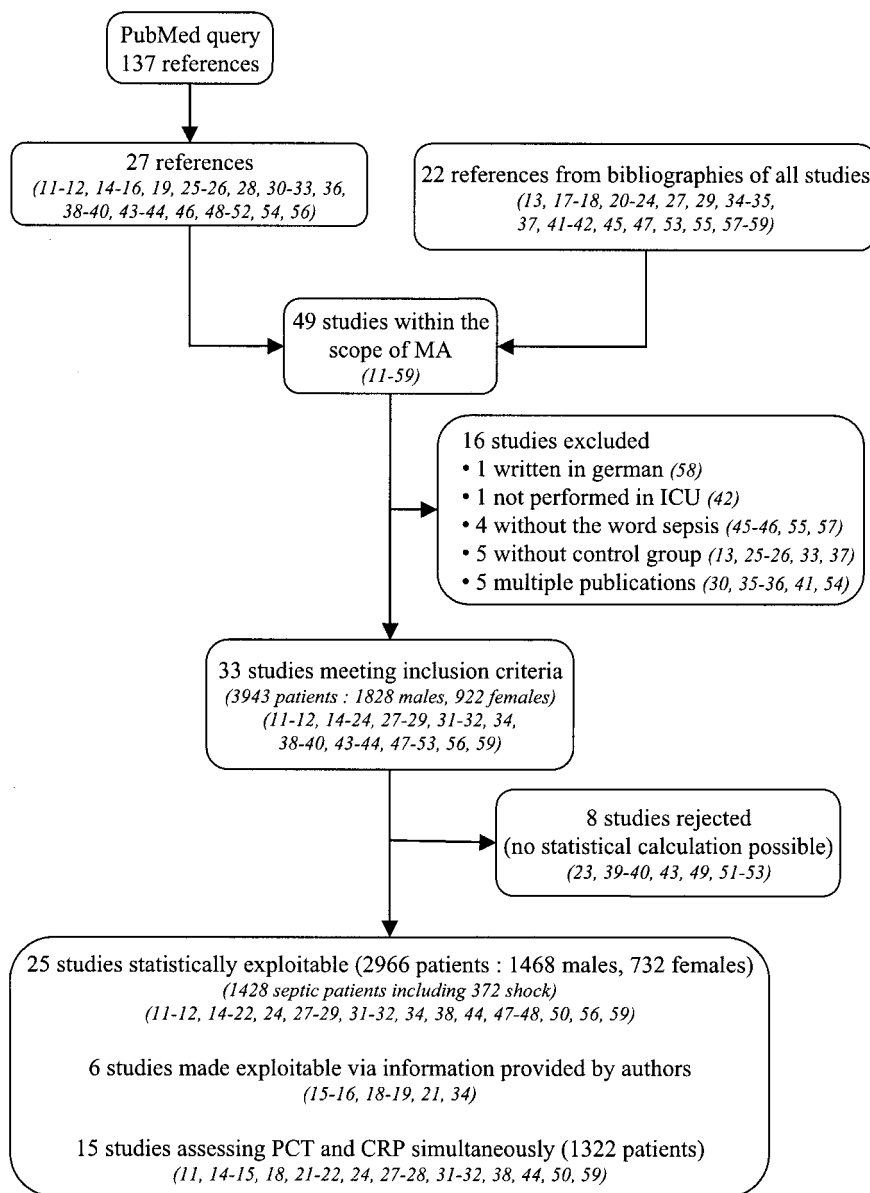 PubMed query
137 references
27 references
(11-12, 14-16, 19, 25-26, 28, 30-33, 36,
38-40, 43-44, 46, 48-52, 54, 56)
22 references from bibliographies of all studies
(13, 17-18, 20-24, 27, 29, 34-35,
37, 41-42, 45, 47, 53, 55, 57-59)
49 studies within the
scope of MA
(11-59)
16 studies excluded
• 1 written in german (58)
• 1 not performed in ICU (42)
• 4 without the word sepsis (45-46, 55, 57)
• 5 without control group (13, 25-26, 33, 37)
• 5 multiple publications (30, 35-36, 41, 54)
33 studies meeting inclusion criteria
(3943 patients : 1828 males, 922 females)
(11-12, 14-24, 27-29, 31-32, 34,
38-40, 43-44, 47-53, 56, 59)
8 studies rejected
(no statistical calculation possible)
(23, 39-40, 43, 49, 51-53)
25 studies statistically exploitable (2966 patients : 1468 males, 732 females)
(1428 septic patients including 372 shock)
(11-12, 14-22, 24, 27-29, 31-32, 34, 38, 44, 47-48, 50, 56, 59)
6 studies made exploitable via information provided by authors
(15-16, 18-19, 21, 34)
15 studies assessing PCT and CRP simultaneously (1322 patients)
(11, 14-15, 18, 21-22, 24, 27-28, 31-32, 38, 44, 50, 59)